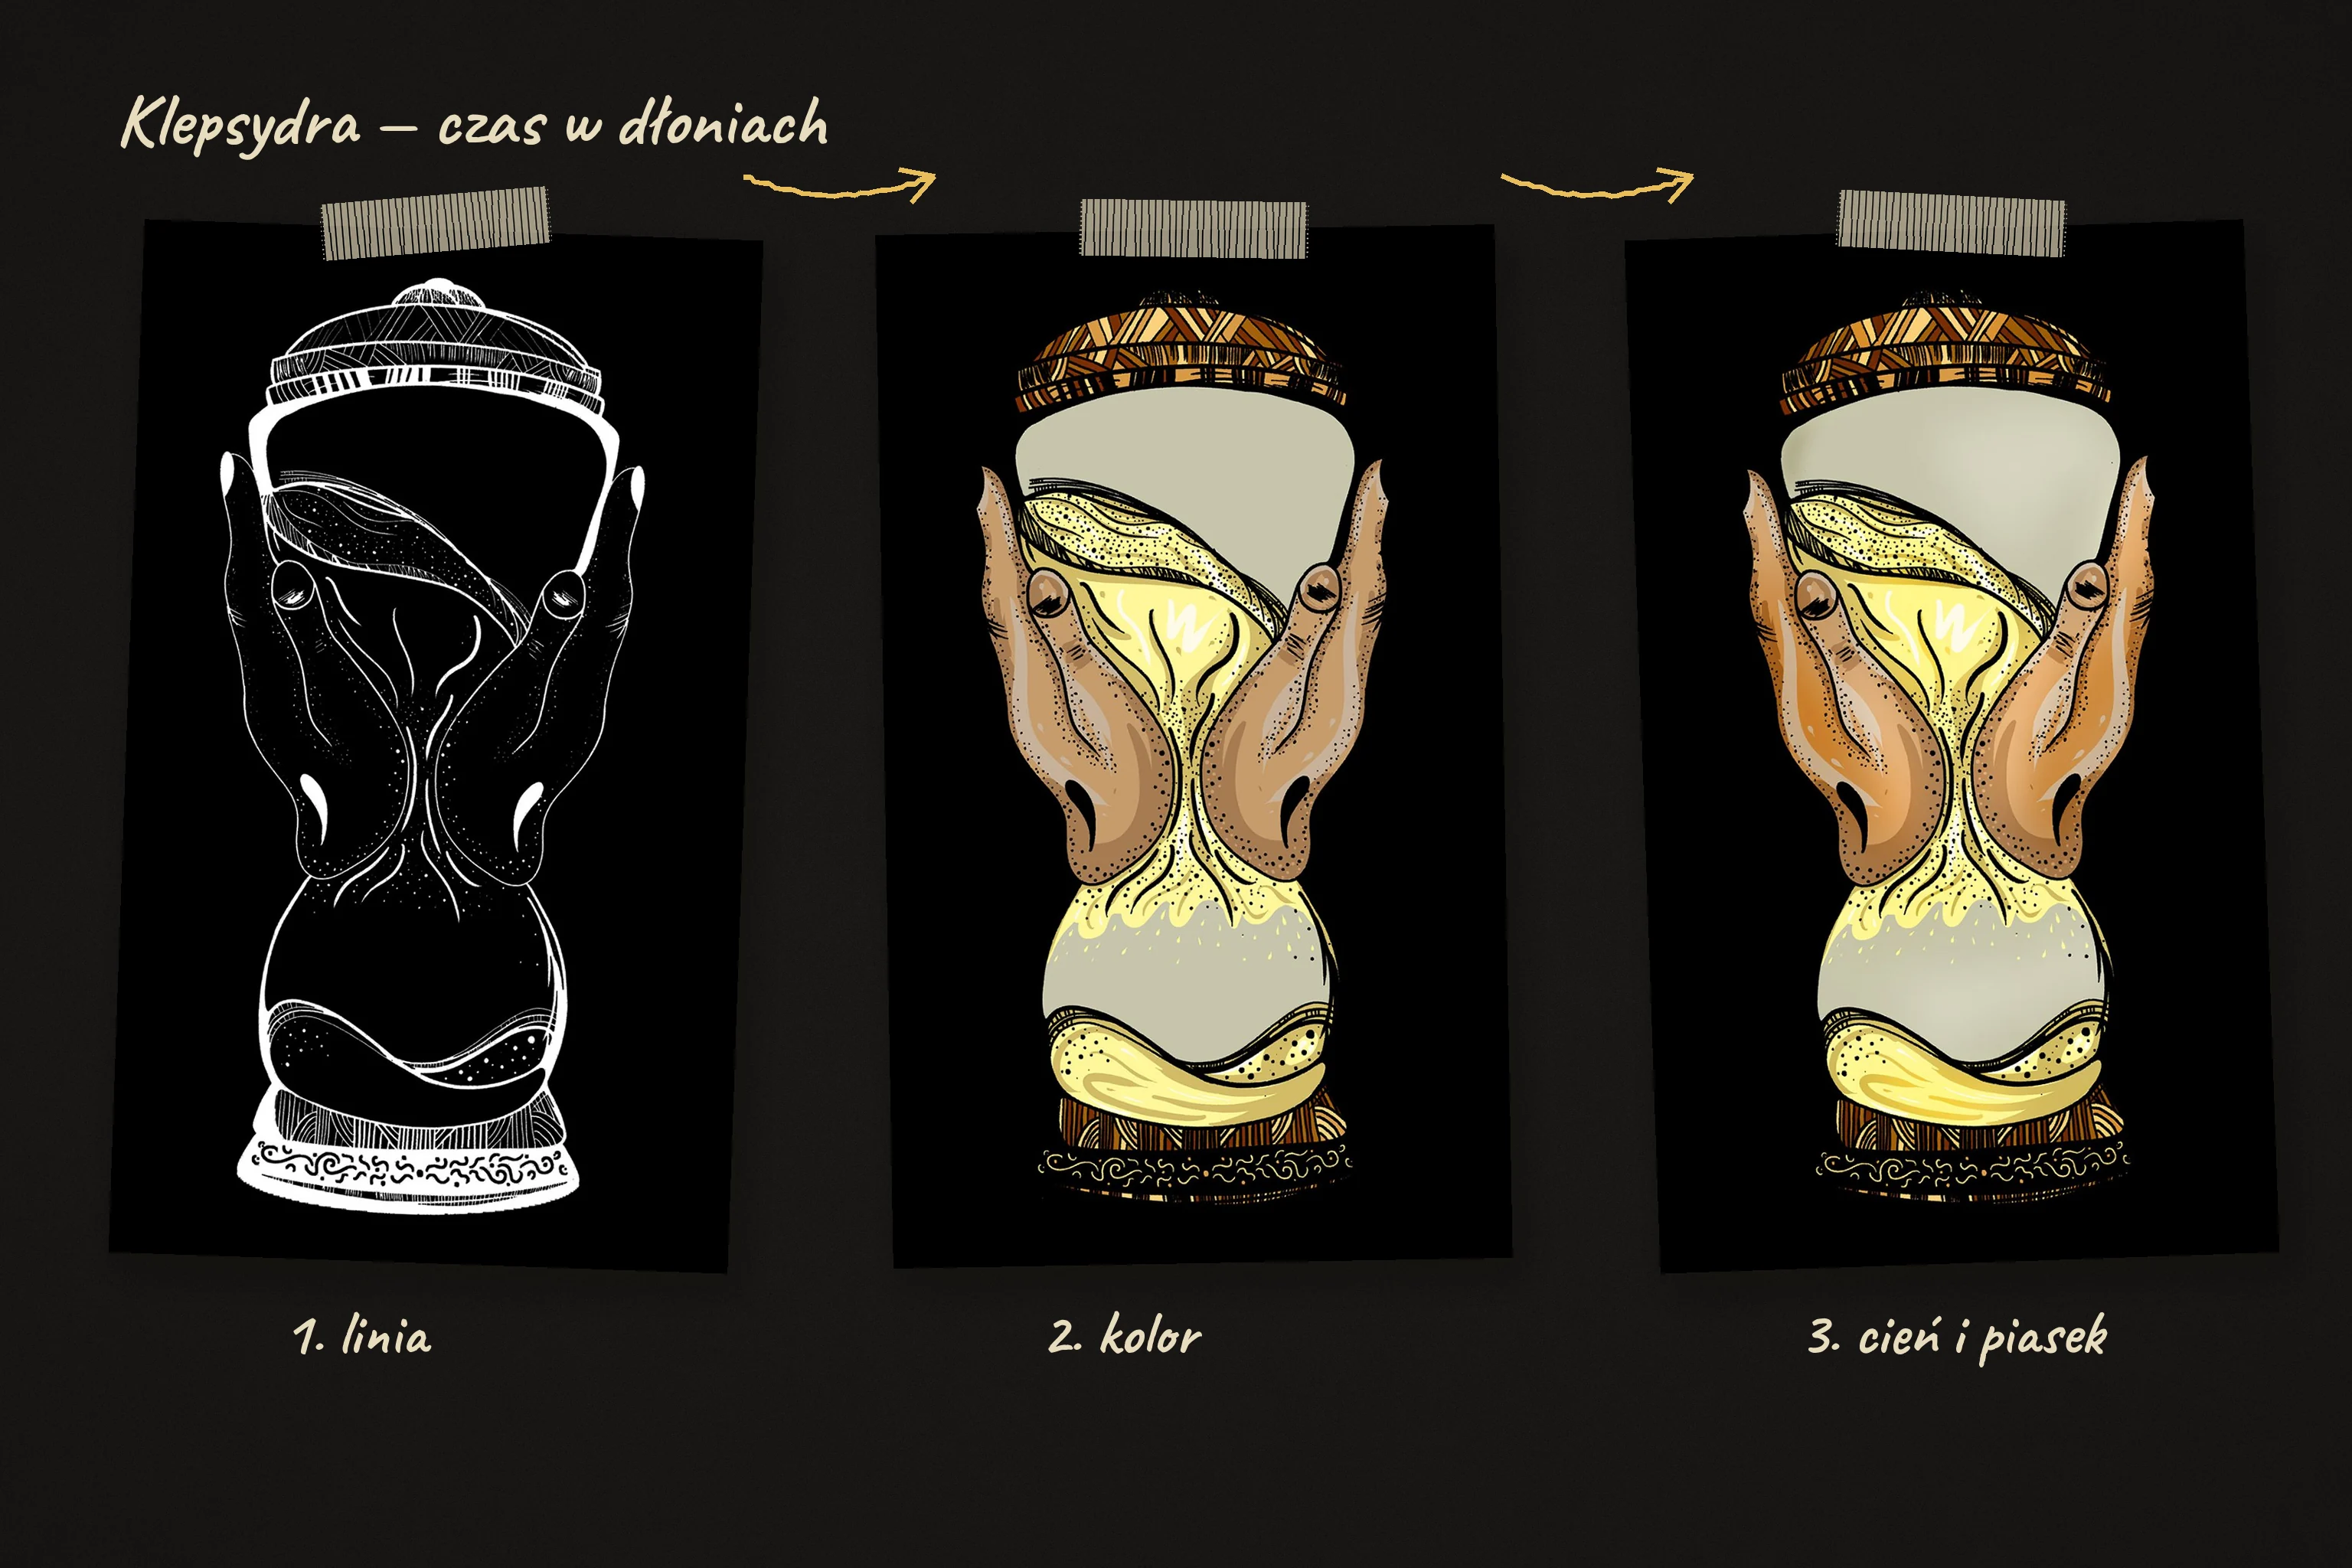 Klepsydra – czas w dłoniach
1. linia
2. kolor
3. cień i piasek